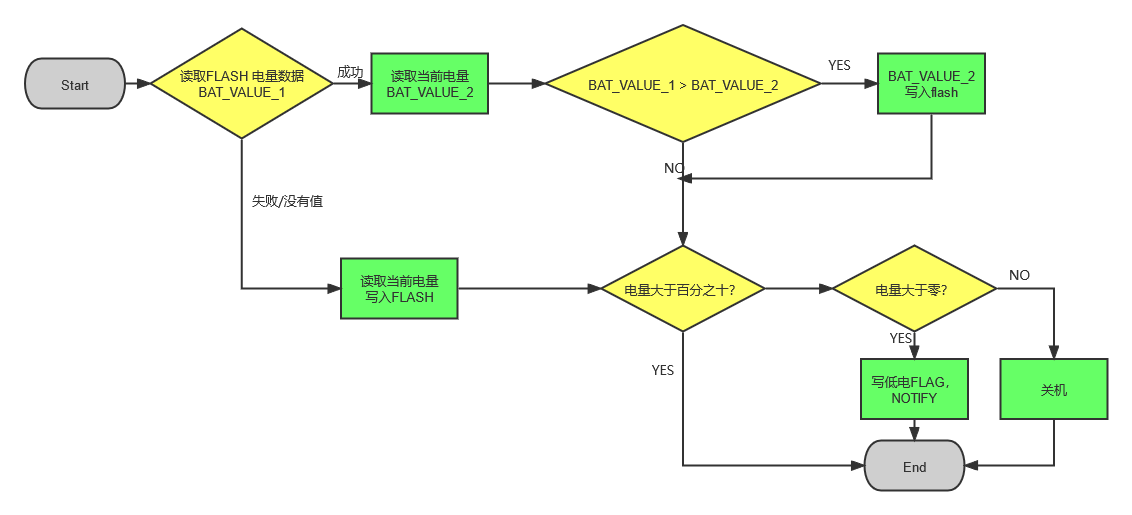 Start
读取FLASH 电量数据
BAT_VALUE_1
成功
读取当前电量
BAT_VALUE_2
BAT_VALUE_1 > BAT_VALUE_2
YES
BAT_VALUE_2
写入flash
NO
失败/没有值
读取当前电量
写入FLASH
电量大于百分之十?
电量大于零?
NO
YES
YES
写低电FLAG，
NOTIFY
关机
End